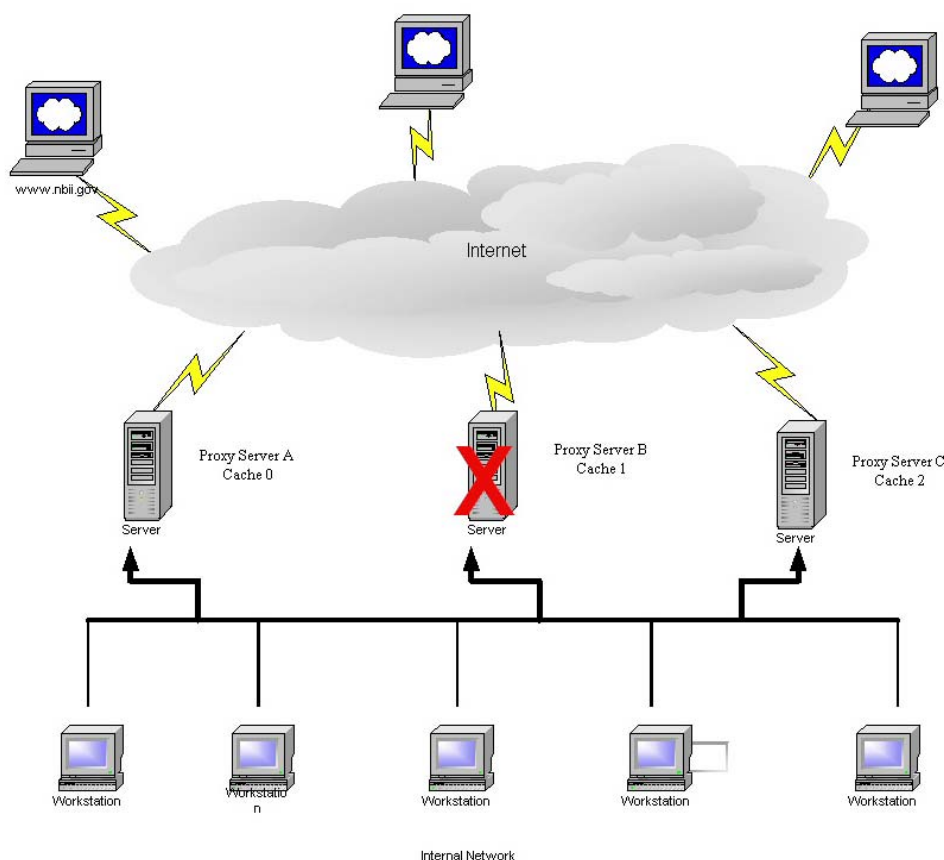 www.nbii.gov
Internet
Proxy Server A
Cache 0
Proxy Server B
Cache 1
Proxy Server C
Cache 2
Server
Server
Server
Workstation
Workstatio
n
Workstation
Workstation
Workstation
Internal Network